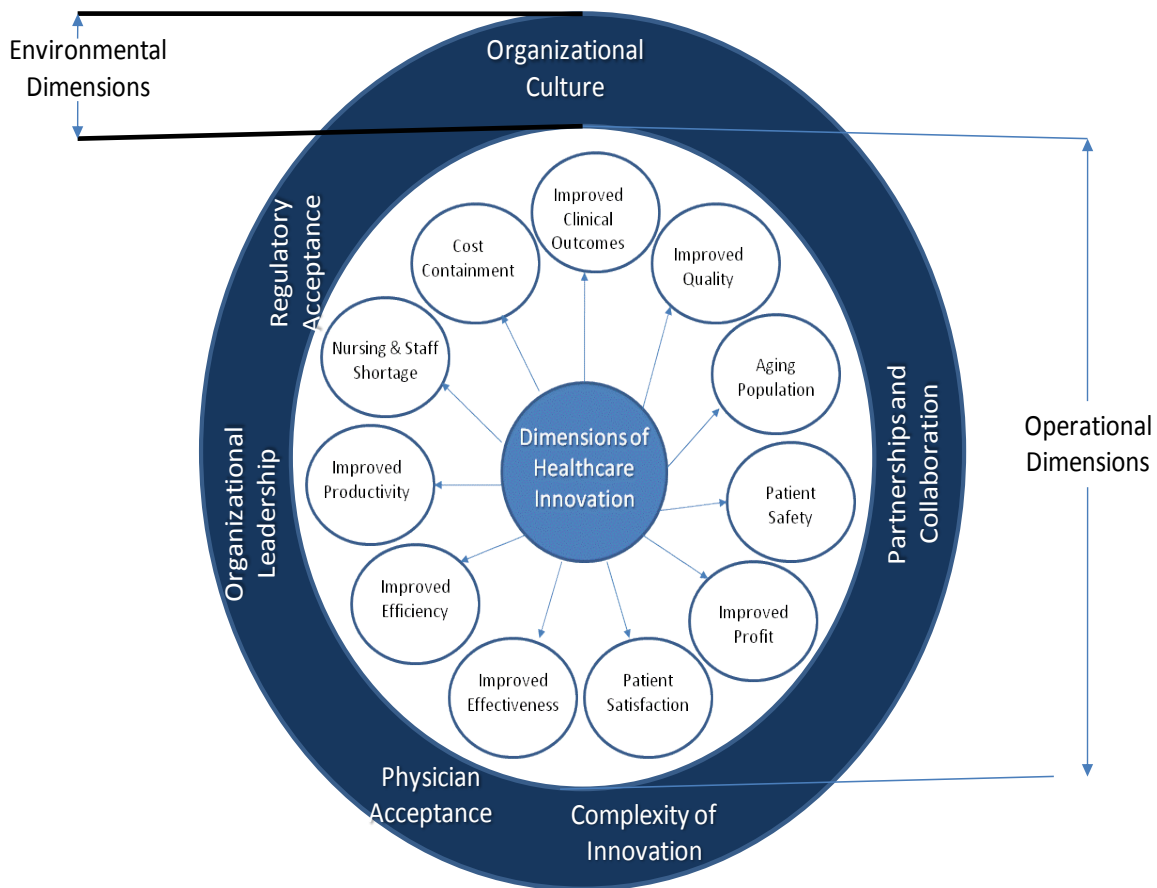 Environmental
Dimensions
Organizational
Culture
Regulatory
Acceptance
Organizational
Leadership
Physician
Acceptance
Complexity of
Innovation
Partnerships and
Collaboration
Operational
Dimensions
Improved
Clinical
Outcomes
Improved
Quality
Aging
Population
Patient
Safety
Improved
Profit
Patient
Satisfaction
Improved
Effectiveness
Improved
Efficiency
Improved
Productivity
Nursing & Staff
Shortage
Cost
Containment
Dimensions of
Healthcare
Innovation